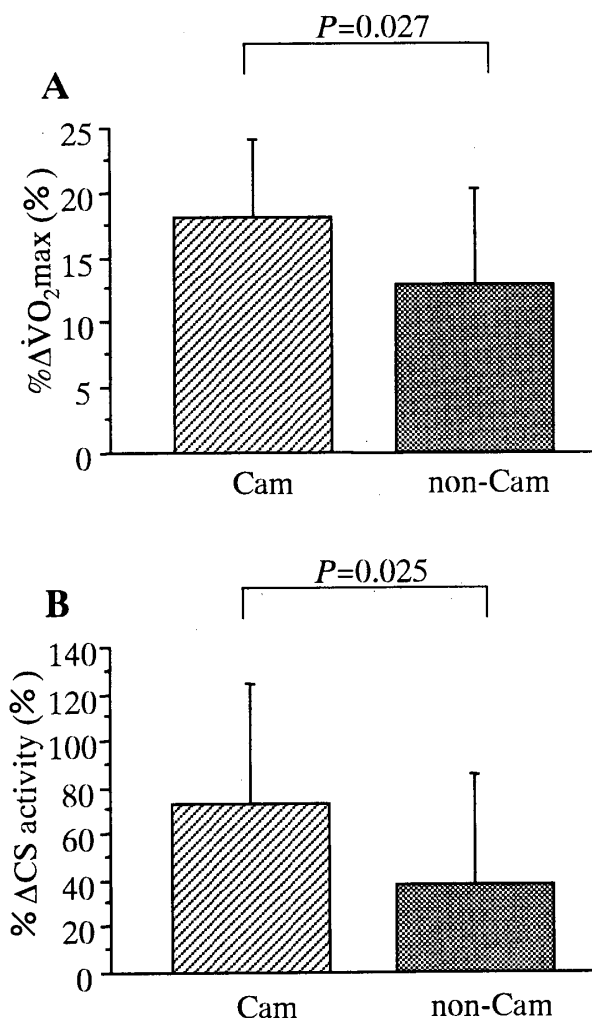 P=0.027
A
25
20
15
10
5
0
%ΔV̇O₂max (%)
Cam non-Cam
P=0.025
B
140
120
100
80
60
40
20
0
% ΔCS activity (%)
Cam non-Cam